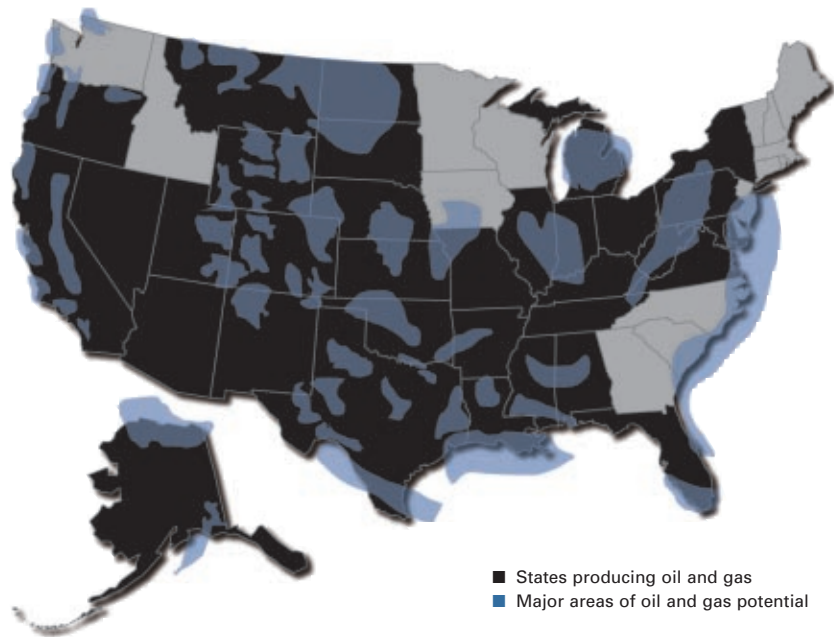 States producing oil and gas
Major areas of oil and gas potential